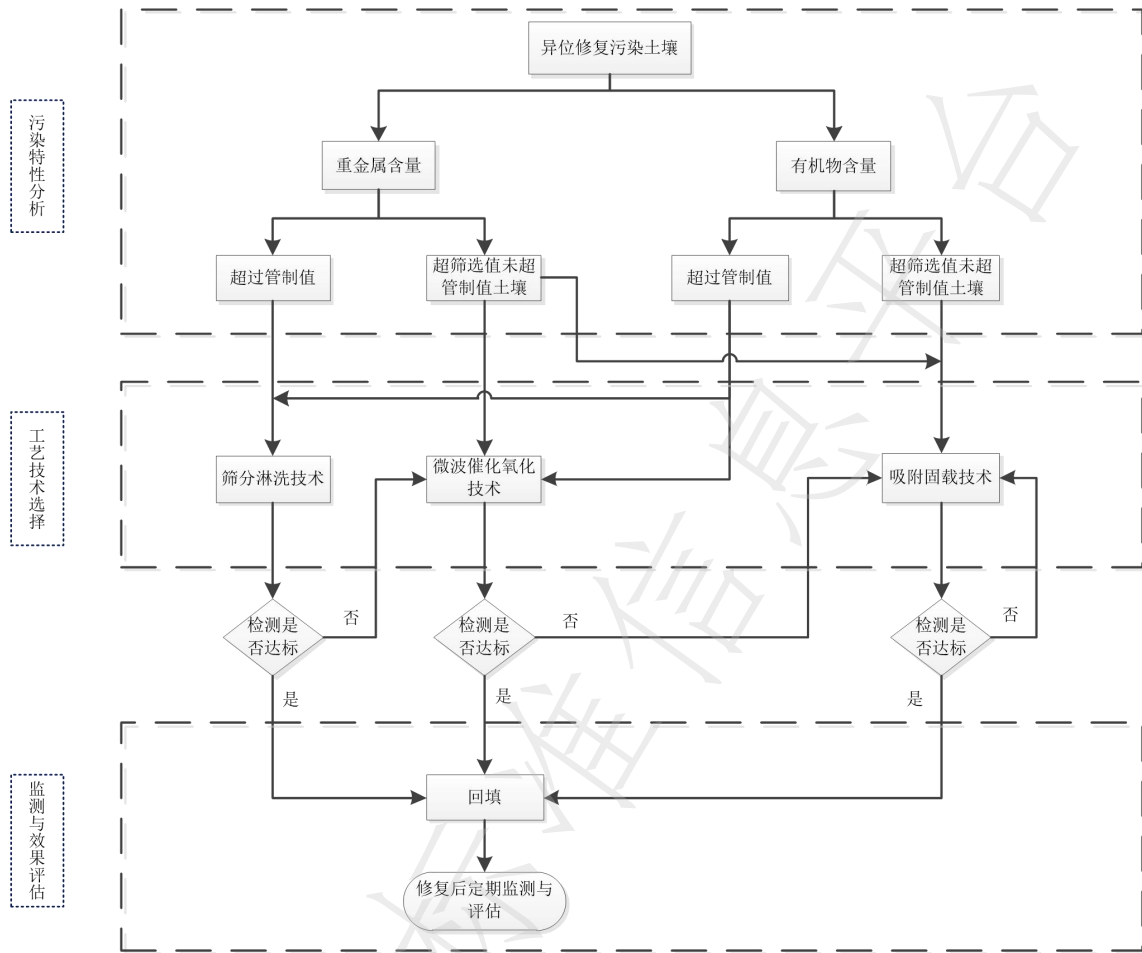 异位修复污染土壤
污染特性分析
重金属含量
有机物含量
超过管制值
超筛选值未超
管制值土壤
超过管制值
超筛选值未超
管制值土壤
工艺技术选择
筛分淋洗技术
微波催化氧化
技术
吸附固载技术
检测是
否达标
否
检测是
否达标
否
检测是
否达标
否
是
是
是
监测与效果评估
回填
修复后定期监测与
评估
标准信息平台